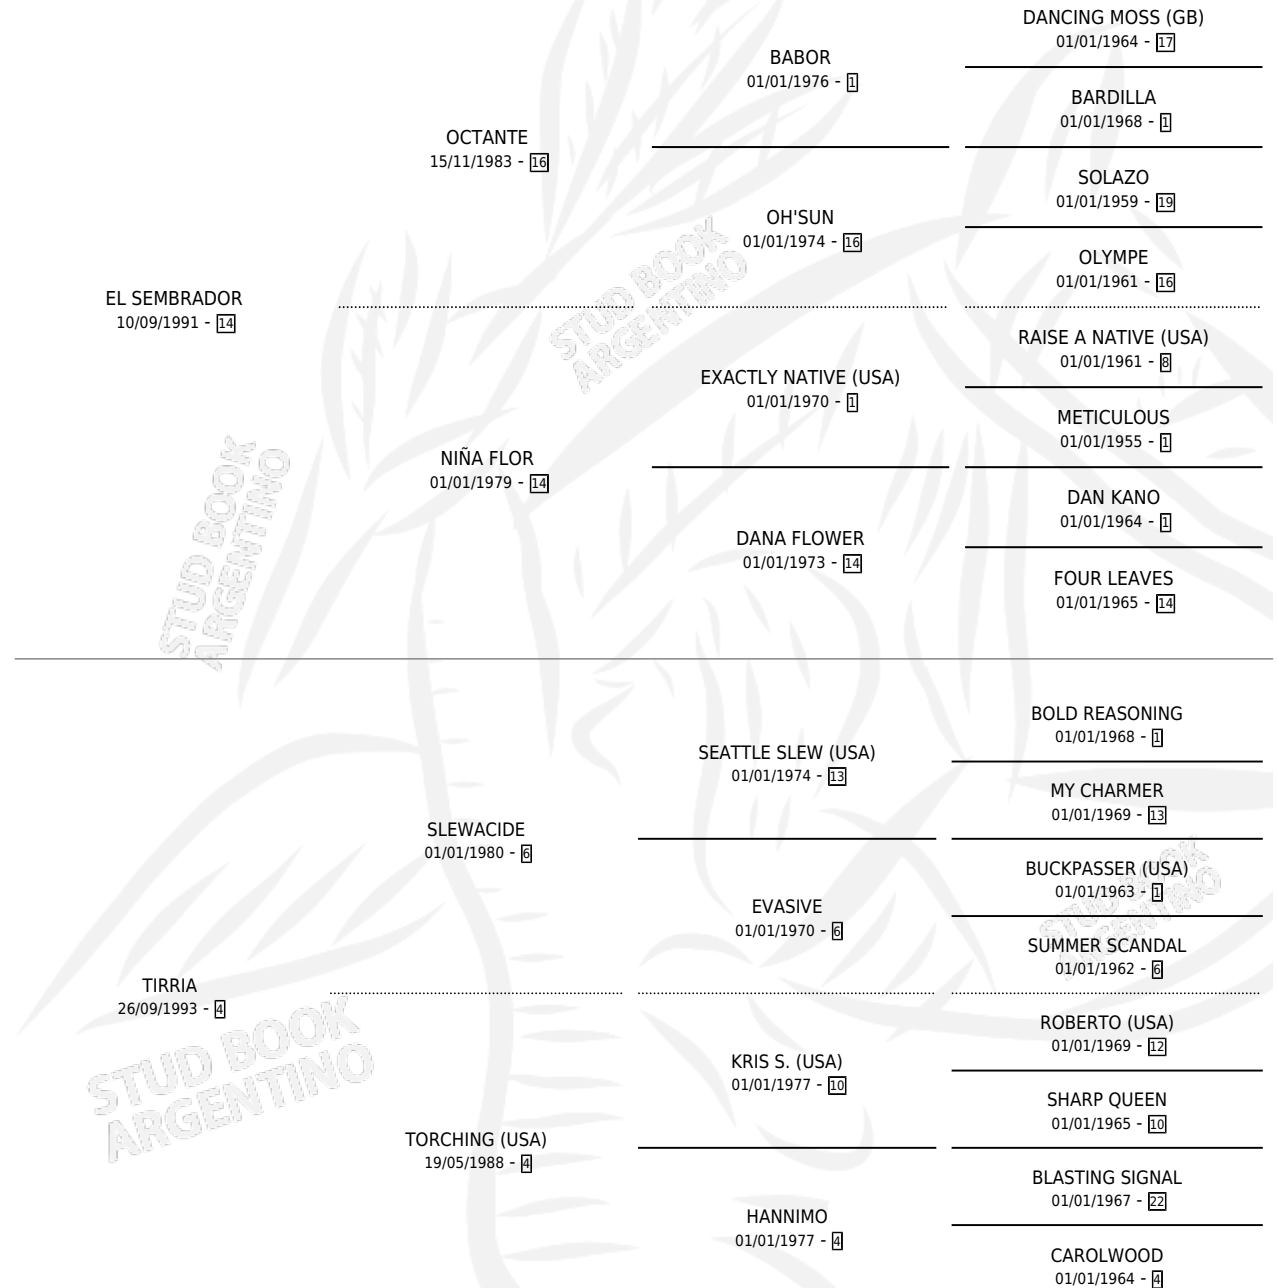 DANCING MOSS (GB)
01/01/1964 - 17
BABOR
01/01/1976 - 1
BARDILLA
01/01/1968 - 1
OCTANTE
15/11/1983 - 16
SOLAZO
01/01/1959 - 19
OH'SUN
01/01/1974 - 16
OLYMPE
01/01/1961 - 16
EL SEMBRADOR
10/09/1991 - 14
RAISE A NATIVE (USA)
01/01/1961 - 8
EXACTLY NATIVE (USA)
01/01/1970 - 1
METICULOUS
01/01/1955 - 1
NIÑA FLOR
01/01/1979 - 14
DAN KANO
01/01/1964 - 1
DANA FLOWER
01/01/1973 - 14
FOUR LEAVES
01/01/1965 - 14
BOLD REASONING
01/01/1968 - 1
SEATTLE SLEW (USA)
01/01/1974 - 13
MY CHARMER
01/01/1969 - 13
SLEWACIDE
01/01/1980 - 6
BUCKPASSER (USA)
01/01/1963 - 1
EVASIVE
01/01/1970 - 6
SUMMER SCANDAL
01/01/1962 - 6
TIRRIA
26/09/1993 - 4
ROBERTO (USA)
01/01/1969 - 12
KRIS S. (USA)
01/01/1977 - 10
SHARP QUEEN
01/01/1965 - 10
TORCHING (USA)
19/05/1988 - 4
BLASTING SIGNAL
01/01/1967 - 22
HANNIMO
01/01/1977 - 4
CAROLWOOD
01/01/1964 - 4
STUD BOOK
ARGENTINO
STUD BOOK
ARGENTINO
STUD BOOK
ARGENTINO
STUD BOOK
ARGENTINO